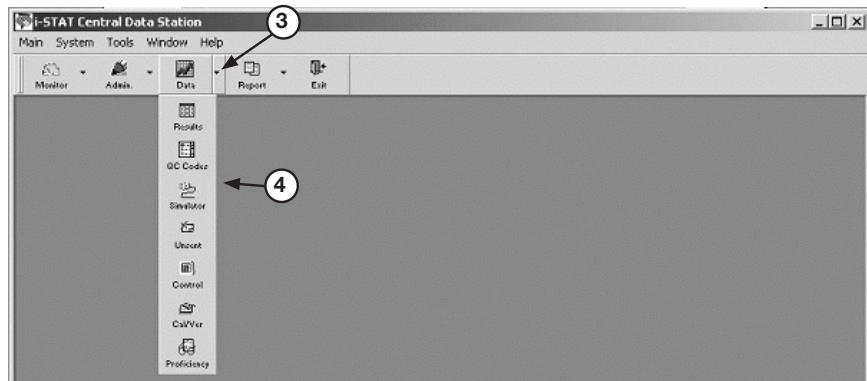 i-STAT Central Data Station
Main System Tools Window Help
3
Monitor Admin. Data Report Exit
Results
QC Codes
4
Simulator
Unsent
Control
Cal/Ver
Proficiency